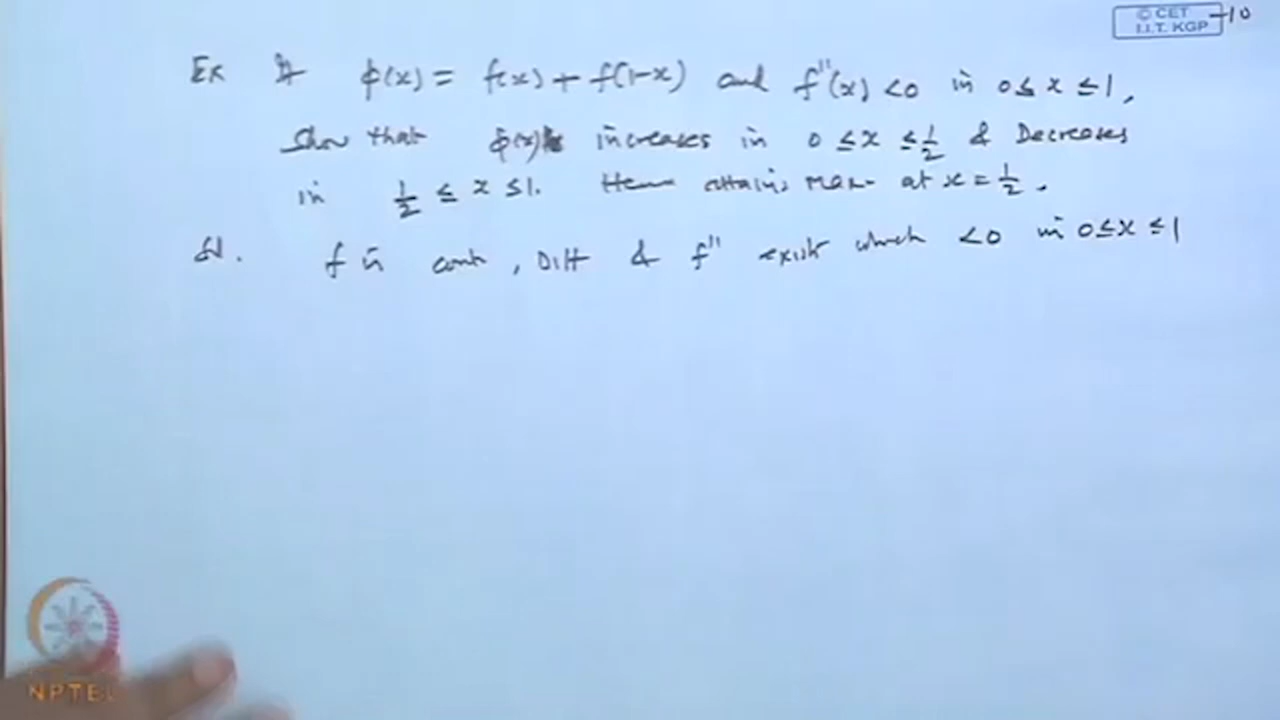 © CET
I.I.T. KGP
-10
Ex If φ(x) = f(x) + f(1-x) and f''(x) < 0 in 0 ≤ x ≤ 1,
Show that φ(x) increases in 0 ≤ x ≤ 1/2 & Decreases
in 1/2 ≤ x ≤ 1. Hence attains max. at x = 1/2.
Sol. f is cont, Diff & f'' exist which < 0 in 0 ≤ x ≤ 1
NPTEL